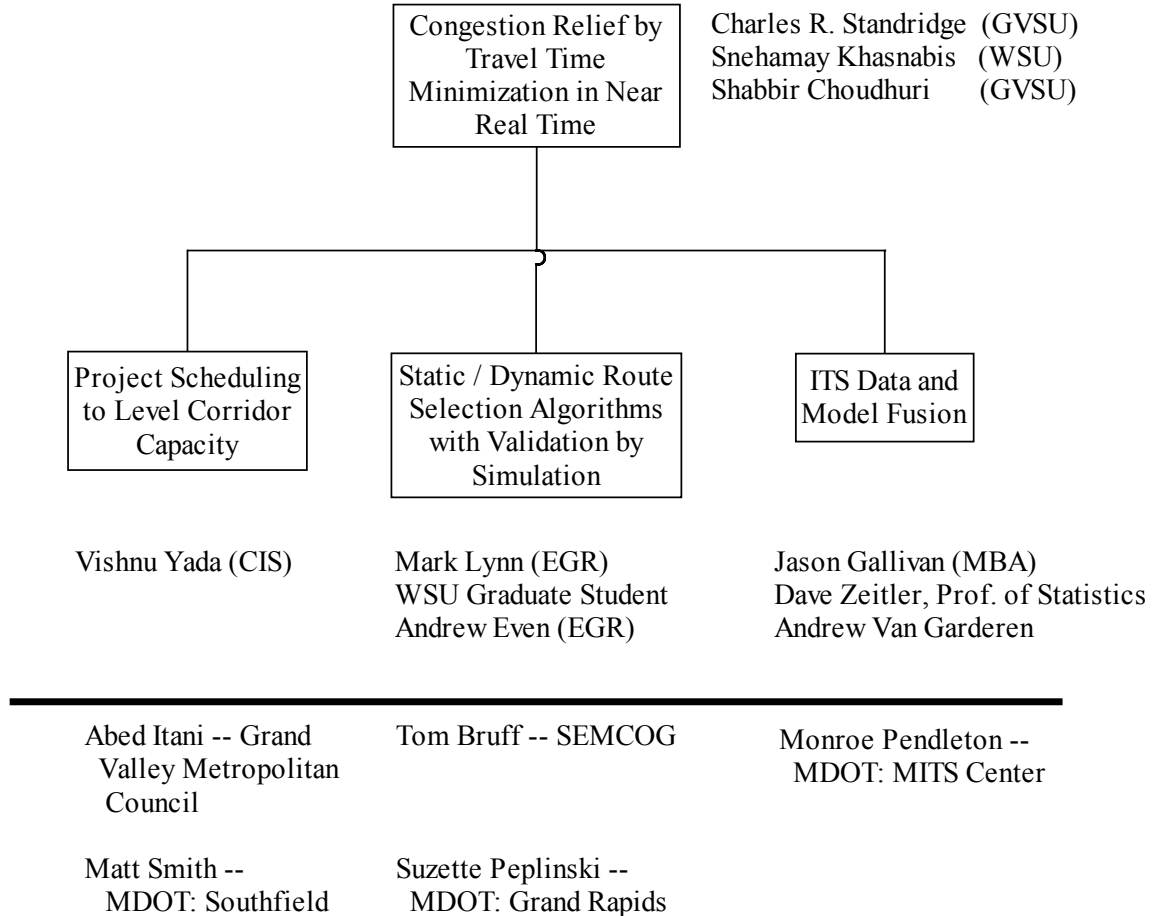 Congestion Relief by
Travel Time
Minimization in Near
Real Time
Charles R. Standridge (GVSU)
Snehamay Khasnabis (WSU)
Shabbir Choudhuri (GVSU)
Project Scheduling
to Level Corridor
Capacity
Static / Dynamic Route
Selection Algorithms
with Validation by
Simulation
ITS Data and
Model Fusion
Vishnu Yada (CIS)
Mark Lynn (EGR)
WSU Graduate Student
Andrew Even (EGR)
Jason Gallivan (MBA)
Dave Zeitler, Prof. of Statistics
Andrew Van Garderen
Abed Itani -- Grand
Valley Metropolitan
Council
Tom Bruff -- SEMCOG
Monroe Pendleton --
MDOT: MITS Center
Matt Smith --
MDOT: Southfield
Suzette Peplinski --
MDOT: Grand Rapids